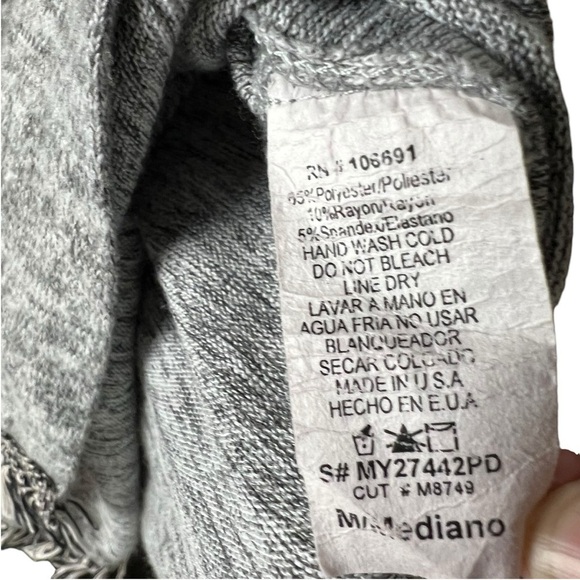 RN # 106691
Polyester/Poliester
10%Rayon/Rayon
5%Spandex/Elastano
HAND WASH COLD
DO NOT BLEACH
LINE DRY
LAVAR A MANO EN
AGUA FRIA NO USAR
BLANQUEADOR
SECAR COLGADO
MADE IN U.S.A
HECHO EN E.U.A
S# MY27442PD
CUT # M8749
M/Mediano